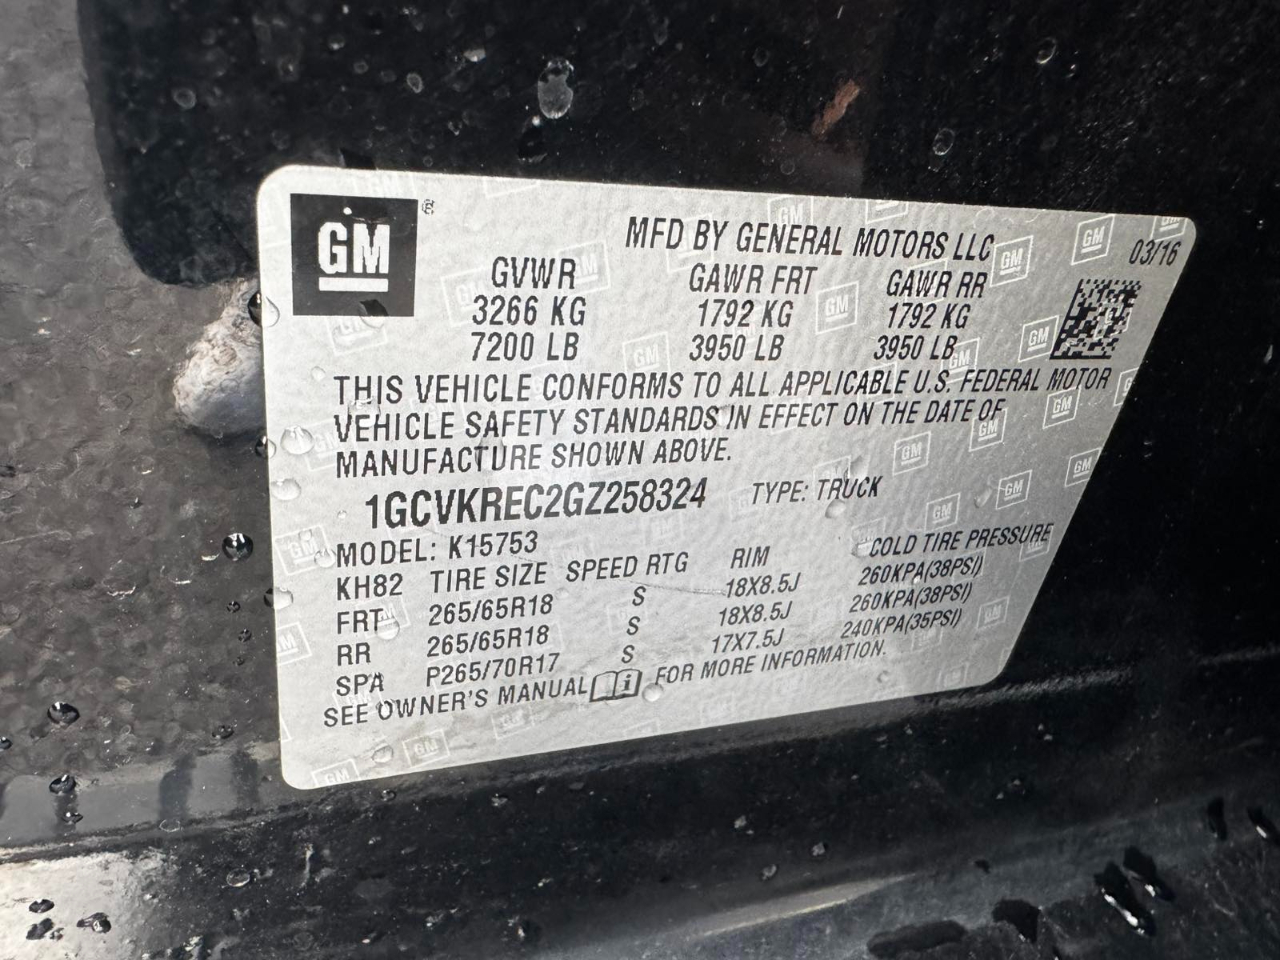 GM
MFD BY GENERAL MOTORS LLC
03/16
GVWR GAWR FRT GAWR RR
3266 KG 1792 KG 1792 KG
7200 LB 3950 LB 3950 LB
THIS VEHICLE CONFORMS TO ALL APPLICABLE U.S. FEDERAL MOTOR
VEHICLE SAFETY STANDARDS IN EFFECT ON THE DATE OF
MANUFACTURE SHOWN ABOVE.
1GCVKREC2GZ258324 TYPE: TRUCK
MODEL: K15753
KH82 TIRE SIZE SPEED RTG RIM COLD TIRE PRESSURE
FRT 265/65R18 S 18X8.5J 260KPA(38PSI)
RR 265/65R18 S 18X8.5J 260KPA(38PSI)
SPA P265/70R17 S 17X7.5J 240KPA(35PSI)
SEE OWNER'S MANUAL FOR MORE INFORMATION.